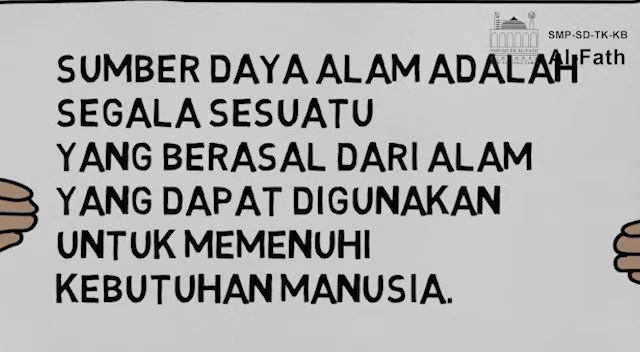 SMP-SD-TK-KB
Al-Fath
SUMBER DAYA ALAM ADALAH
SEGALA SESUATU
YANG BERASAL DARI ALAM
YANG DAPAT DIGUNAKAN
UNTUK MEMENUHI
KEBUTUHAN MANUSIA.